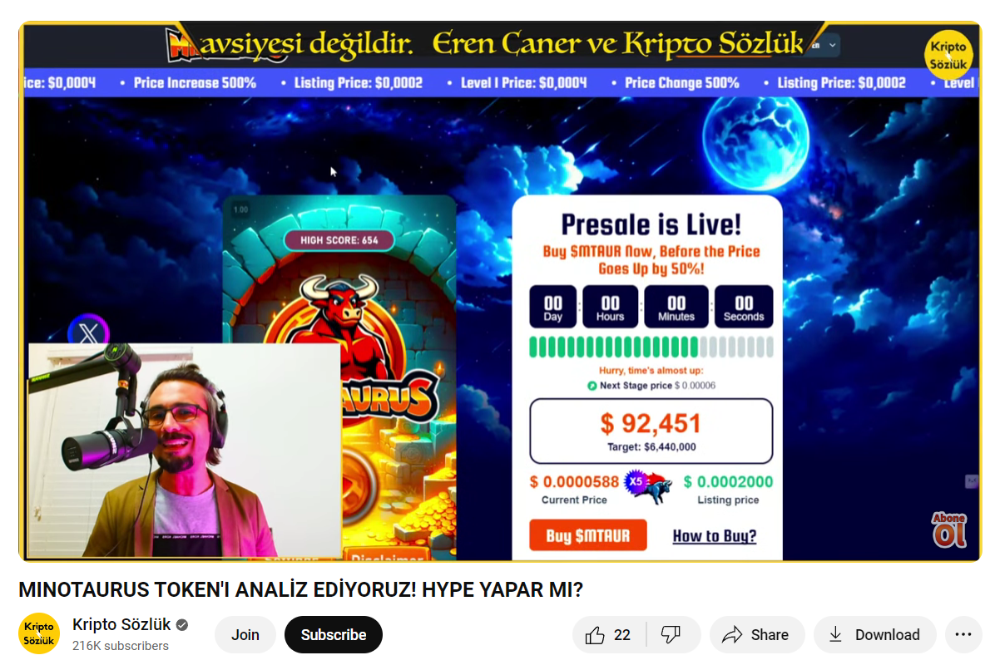 avsiyesi değildir. Eren Caner ve Kripto Sözlük
Kripto
Sözlük
ice: $0,0004 • Price Increase 500% • Listing Price: $0,0002 • Level 1 Price: $0,0004 • Price Change 500% • Listing Price: $0,0002 • Level
1.00
HIGH SCORE: 654
TAURUS
Disclaimer
Presale is Live!
Buy $MTAUR Now, Before the Price
Goes Up by 50%!
00 : 00 : 00 : 00
Day Hours Minutes Seconds
Hurry, time's almost up:
Next Stage price $ 0.00006
$ 92,451
Target: $6,440,000
$ 0.0000588 X5 $ 0.0002000
Current Price Listing price
Buy $MTAUR How to Buy?
Abone
Ol
MINOTAURUS TOKEN'I ANALİZ EDİYORUZ! HYPE YAPAR MI?
Kripto
Sözlük
Kripto Sözlük
216K subscribers
Join
Subscribe
22
Share
Download